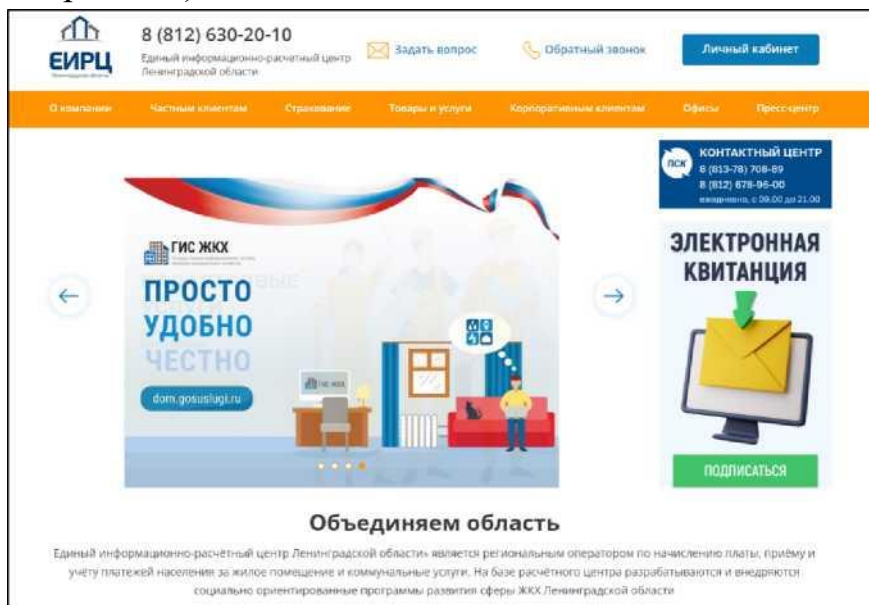 8 (812) 630-20-10
ЕИРЦ
Ленинградской области
Единый информационно-расчетный центр
Ленинградской области
Задать вопрос
Обратный звонок
Личный кабинет
О компании Частным клиентам Страхование Товары и услуги Корпоративным клиентам Офисы Пресс-центр
ПСК
КОНТАКТНЫЙ ЦЕНТР
8 (813-78) 708-89
8 (812) 678-96-00
ежедневно, с 09.00 до 21.00
ГИС ЖКХ
ПРОСТО
УДОБНО
ЧЕСТНО
dom.gosuslugi.ru
ГИС ЖКХ
ЭЛЕКТРОННАЯ
КВИТАНЦИЯ
ПОДПИСАТЬСЯ
Объединяем область
Единый информационно-расчётный центр Ленинградской области» является региональным оператором по начислению платы, приёму и
учёту платежей населения за жилое помещение и коммунальные услуги. На базе расчётного центра разрабатываются и внедряются
социально ориентированные программы развития сферы ЖКХ Ленинградской области